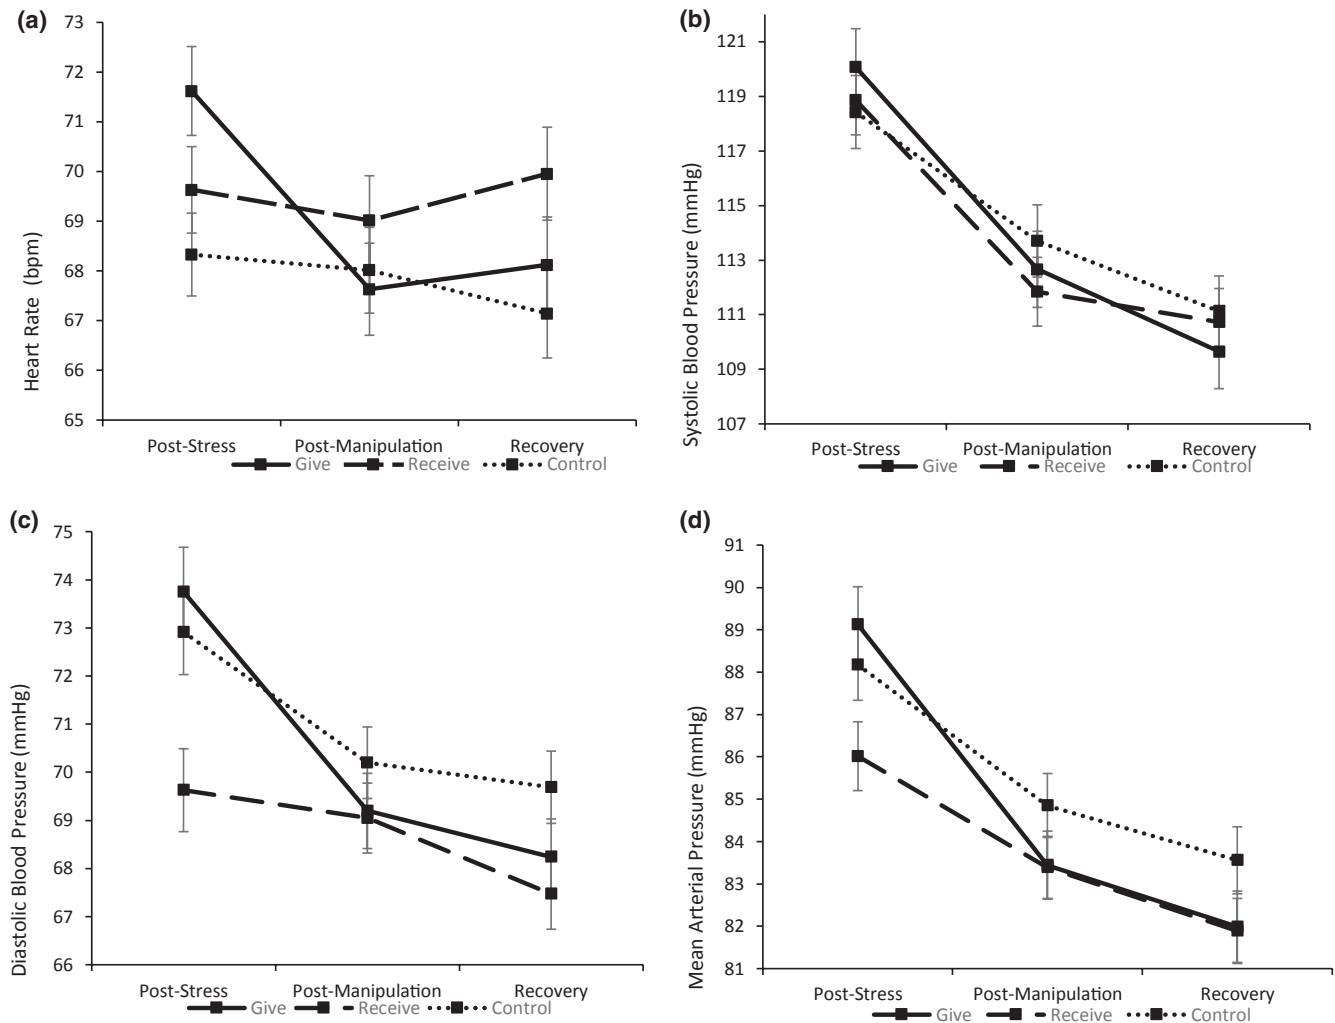 (a)
Heart Rate (bpm)
73
72
71
70
69
68
67
66
65
Post-Stress Post-Manipulation Recovery
Give Receive Control
(b)
Systolic Blood Pressure (mmHg)
121
119
117
115
113
111
109
107
Post-Stress Post-Manipulation Recovery
Give Receive Control
(c)
Diastolic Blood Pressure (mmHg)
75
74
73
72
71
70
69
68
67
66
Post-Stress Post-Manipulation Recovery
Give Receive Control
(d)
Mean Arterial Pressure (mmHg)
91
90
89
88
87
86
85
84
83
82
81
Post-Stress Post-Manipulation Recovery
Give Receive Control